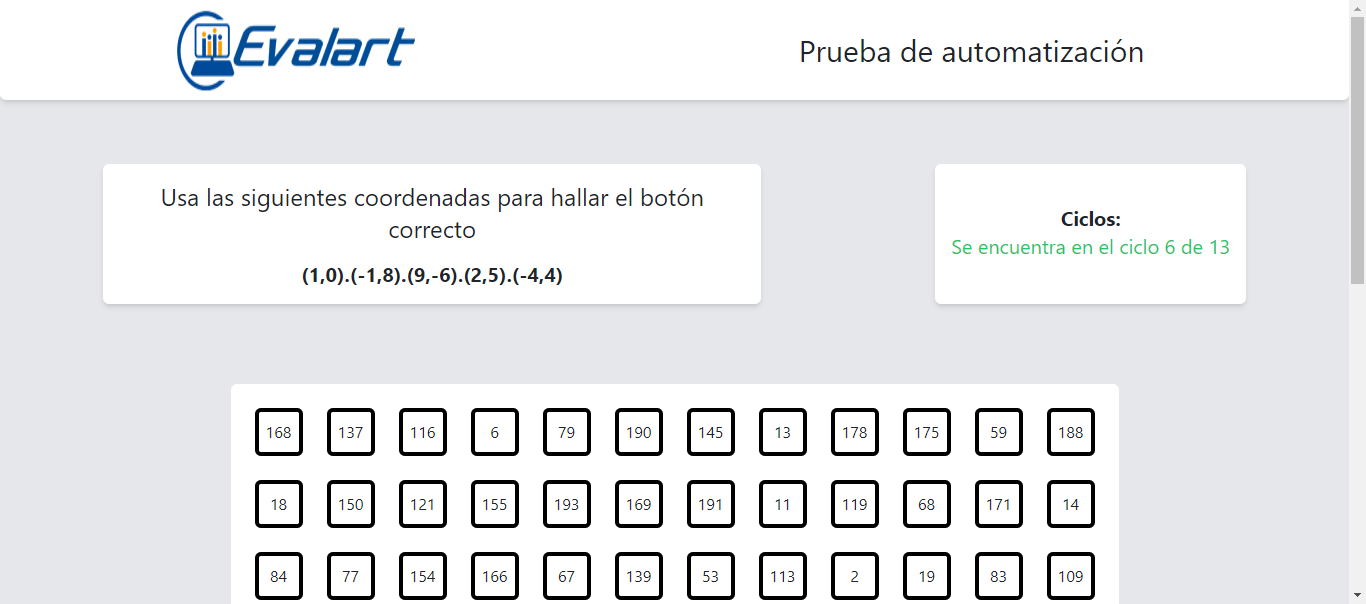 Evalart
Prueba de automatización
Usa las siguientes coordenadas para hallar el botón
correcto
(1,0).(-1,8).(9,-6).(2,5).(-4,4)
Ciclos:
Se encuentra en el ciclo 6 de 13
168 137 116 6 79 190 145 13 178 175 59 188
18 150 121 155 193 169 191 11 119 68 171 14
84 77 154 166 67 139 53 113 2 19 83 109